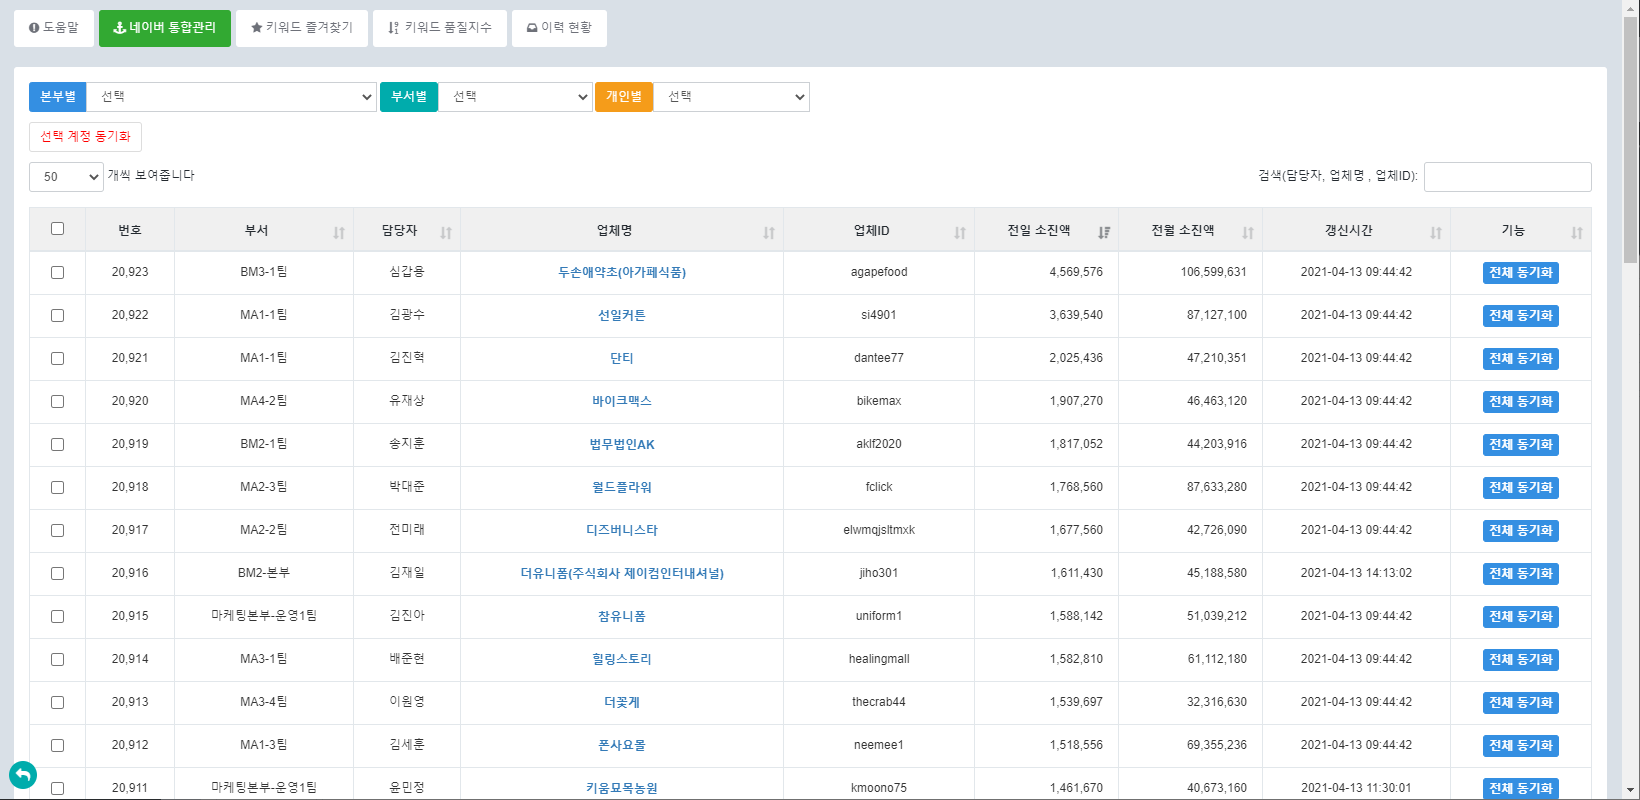 도움말 네이버 통합관리 키워드 즐겨찾기 키워드 품질지수 이력 현황
본부별 선택 부서별 선택 개인별 선택
선택 계정 동기화
50 개씩 보여줍니다 검색(담당자, 업체명 , 업체ID):
번호 부서 담당자 업체명 업체ID 전일 소진액 전월 소진액 갱신시간 기능
20,923 BM3-1팀 심갑용 두손애약초(아가페식품) agapefood 4,569,576 106,599,631 2021-04-13 09:44:42 전체 동기화
20,922 MA1-1팀 김광수 선일커튼 si4901 3,639,540 87,127,100 2021-04-13 09:44:42 전체 동기화
20,921 MA1-1팀 김진혁 단티 dantee77 2,025,436 47,210,351 2021-04-13 09:44:42 전체 동기화
20,920 MA4-2팀 유재상 바이크맥스 bikemax 1,907,270 46,463,120 2021-04-13 09:44:42 전체 동기화
20,919 BM2-1팀 송지훈 법무법인AK aklf2020 1,817,052 44,203,916 2021-04-13 09:44:42 전체 동기화
20,918 MA2-3팀 박대준 월드플라워 fclick 1,768,560 87,633,280 2021-04-13 09:44:42 전체 동기화
20,917 MA2-2팀 전미래 디즈버니스타 elwmqjsltmxk 1,677,560 42,726,090 2021-04-13 09:44:42 전체 동기화
20,916 BM2-본부 김재일 더유니폼(주식회사 제이컴인터내셔널) jiho301 1,611,430 45,188,580 2021-04-13 14:13:02 전체 동기화
20,915 마케팅본부-운영1팀 김진아 참유니폼 uniform1 1,588,142 51,039,212 2021-04-13 09:44:42 전체 동기화
20,914 MA3-1팀 배준현 힐링스토리 healingmall 1,582,810 61,112,180 2021-04-13 09:44:42 전체 동기화
20,913 MA3-4팀 이원영 더꽃게 thecrab44 1,539,697 32,316,630 2021-04-13 09:44:42 전체 동기화
20,912 MA1-3팀 김세훈 폰사요몰 neemee1 1,518,556 69,355,236 2021-04-13 09:44:42 전체 동기화
20,911 마케팅본부-운영1팀 윤민정 키움묘목농원 kmoono75 1,461,670 40,673,160 2021-04-13 11:30:01 전체 동기화